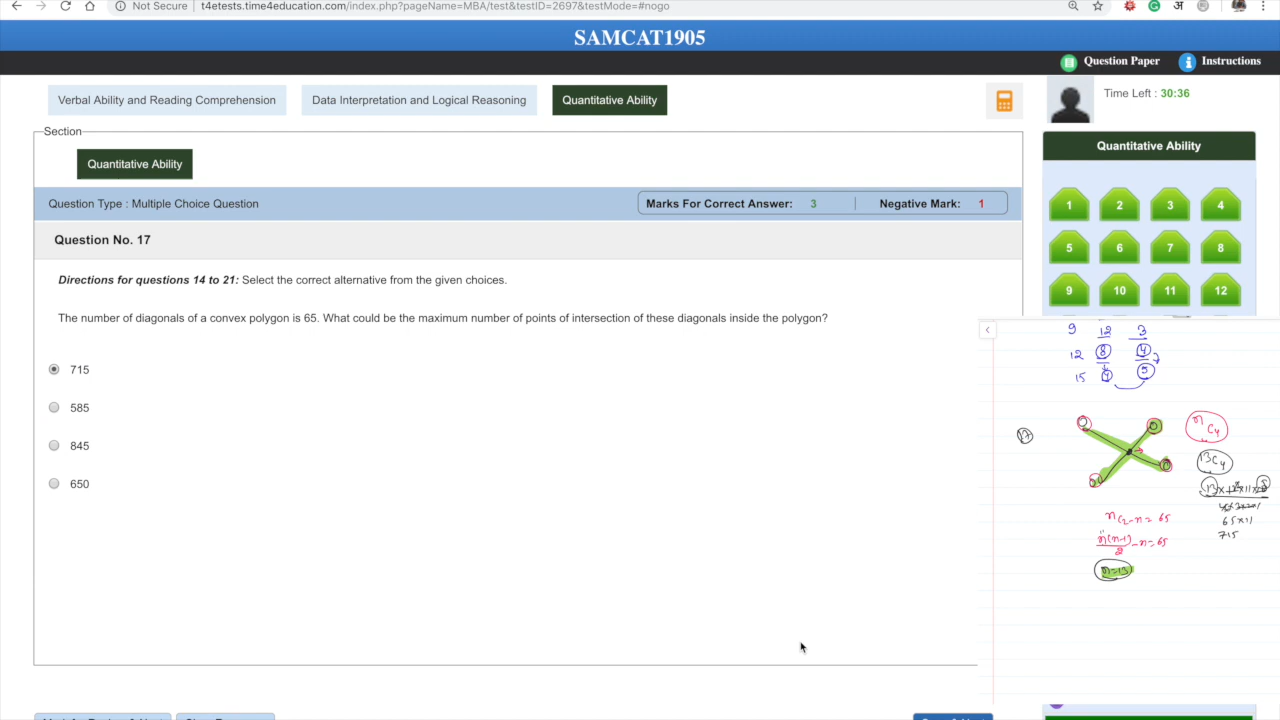 Not Secure | t4etests.time4education.com/index.php?pageName=MBA/test&testID=2697&testMode=#nogo
अ
SAMCAT1905
Question Paper
Instructions
Verbal Ability and Reading Comprehension
Data Interpretation and Logical Reasoning
Quantitative Ability
Time Left : 30:36
Section
Quantitative Ability
Quantitative Ability
Question Type : Multiple Choice Question
Marks For Correct Answer: 3
Negative Mark: 1
1 2 3 4
Question No. 17
5 6 7 8
Directions for questions 14 to 21: Select the correct alternative from the given choices.
9 10 11 12
The number of diagonals of a convex polygon is 65. What could be the maximum number of points of intersection of these diagonals inside the polygon?
715
585
845
650
9 12 3
12 8 4
15 5
17
nC4
13C4
65×11
715
nC2-n=65
n(n-1)/2-n=65
n=13